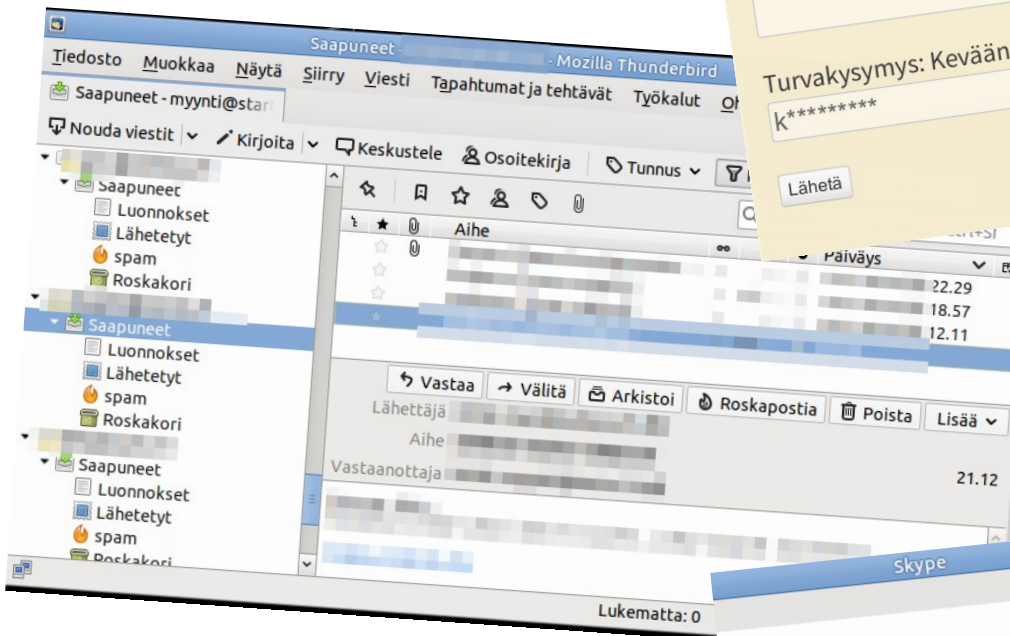 Saapuneet - - Mozilla Thunderbird
Tiedosto Muokkaa Näytä Siirry Viesti Tapahtumat ja tehtävät Työkalut
Saapuneet - myynti@star
Nouda viestit Kirjoita Keskustele Osoitekirja Tunnus
Saapuneet
Luonnokset
Lähetetyt
spam
Roskakori
Saapuneet
Luonnokset
Lähetetyt
spam
Roskakori
Saapuneet
Luonnokset
Lähetetyt
spam
Roskakori
Aihe Päiväys
22.29
18.57
12.11
Vastaa Välitä Arkistoi Roskapostia Poista Lisää
Lähettäjä
Aihe
Vastaanottaja
21.12
Lukematta: 0
Turvakysymys: Kevään
k*********
Lähetä
Skype